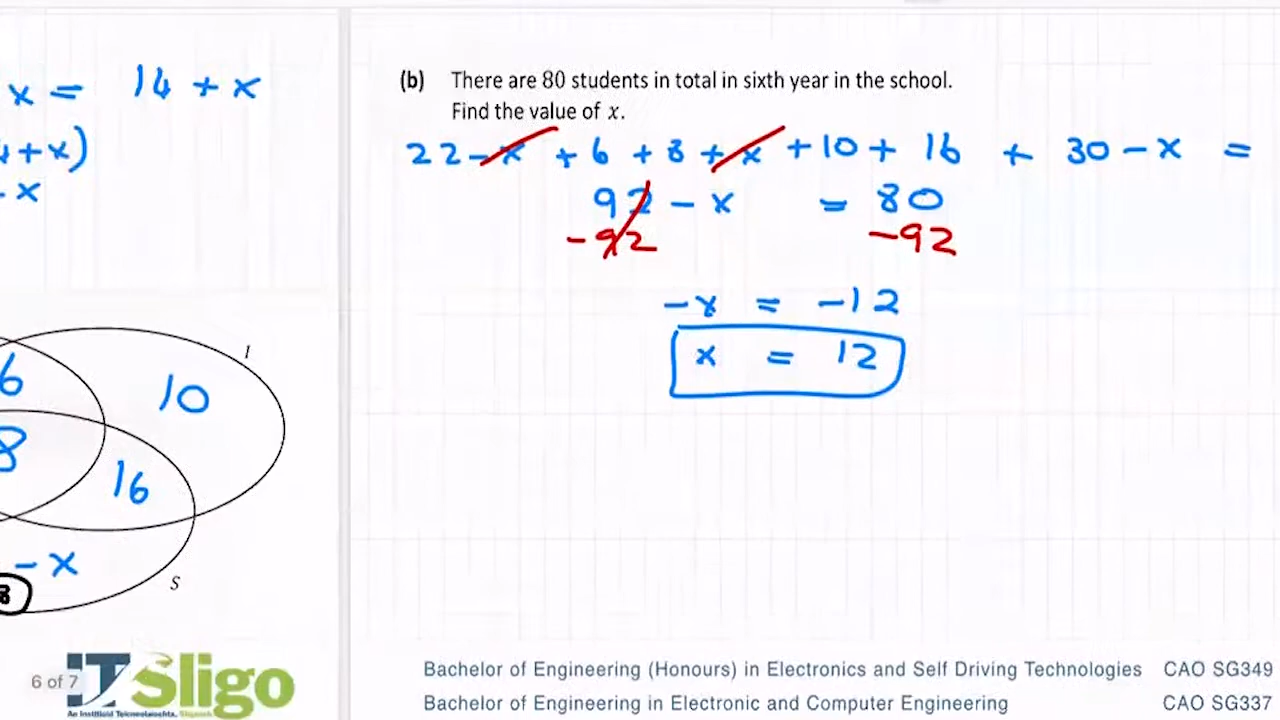 x = 14 + x
4 + x)
- x
(b) There are 80 students in total in sixth year in the school.
Find the value of x.
22 - x + 6 + 8 + x + 10 + 16 + 30 - x =
92 - x = 80
-92 -92
-x = -12
x = 12
I
6
10
8
16
- x
8
S
6 of 7
IT Sligo
Bachelor of Engineering (Honours) in Electronics and Self Driving Technologies CAO SG349
Bachelor of Engineering in Electronic and Computer Engineering CAO SG337